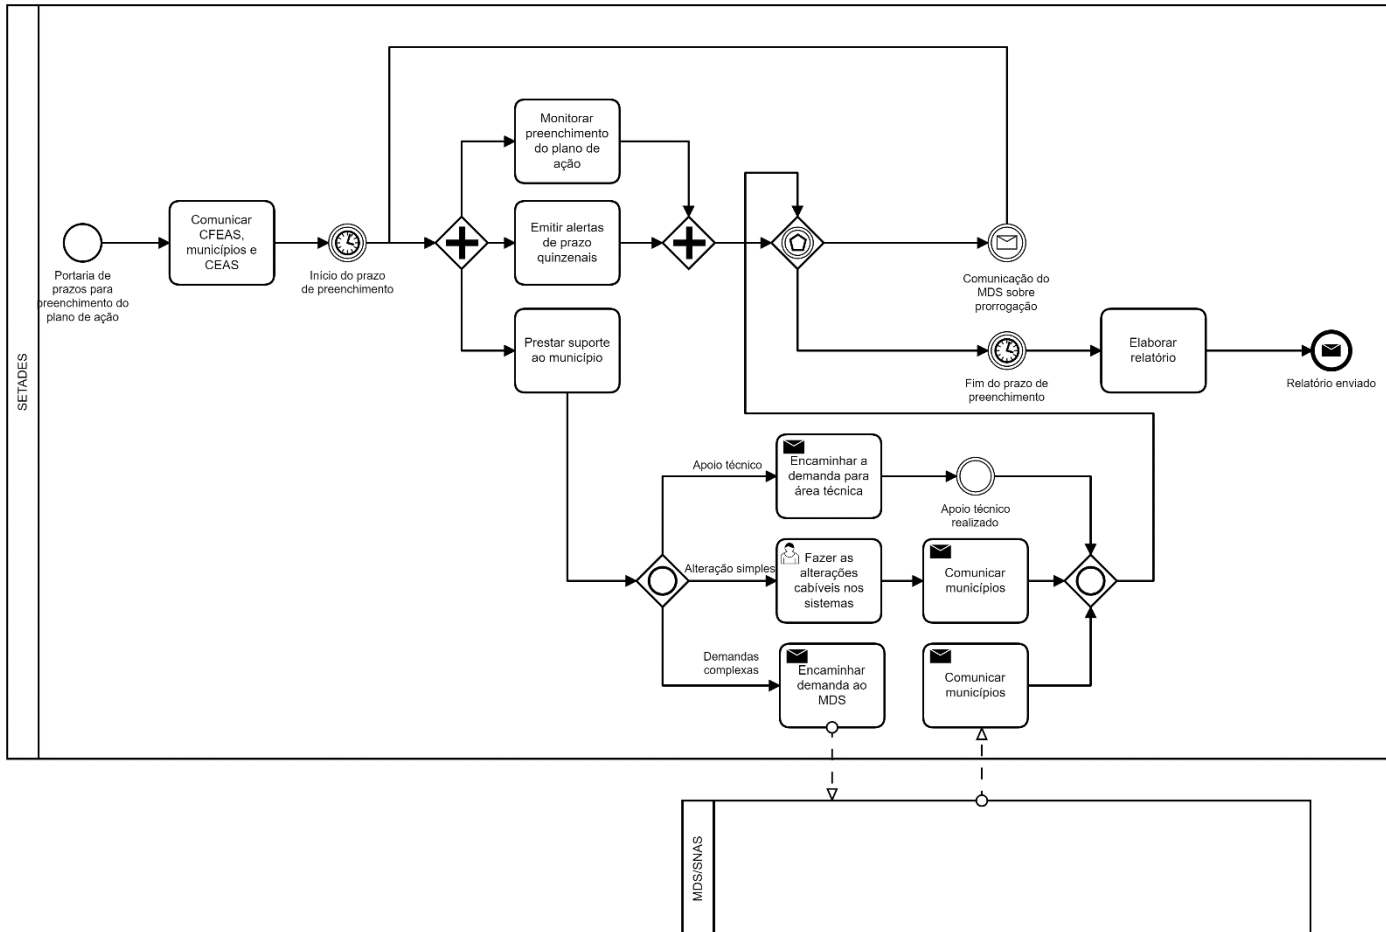 SETADES
Portaria de
prazos para
preenchimento do
plano de ação
Comunicar
CFEAS,
municípios e
CEAS
Início do prazo
de preenchimento
Monitorar
preenchimento
do plano de
ação
Emitir alertas
de prazo
quinzenais
Prestar suporte
ao município
Comunicação do
MDS sobre
prorrogação
Fim do prazo de
preenchimento
Elaborar
relatório
Relatório enviado
Apoio técnico
Encaminhar a
demanda para
área técnica
Apoio técnico
realizado
Alteração simples
Fazer as
alterações
cabíveis nos
sistemas
Comunicar
municípios
Demandas
complexas
Encaminhar
demanda ao
MDS
Comunicar
municípios
MDS/SNAS